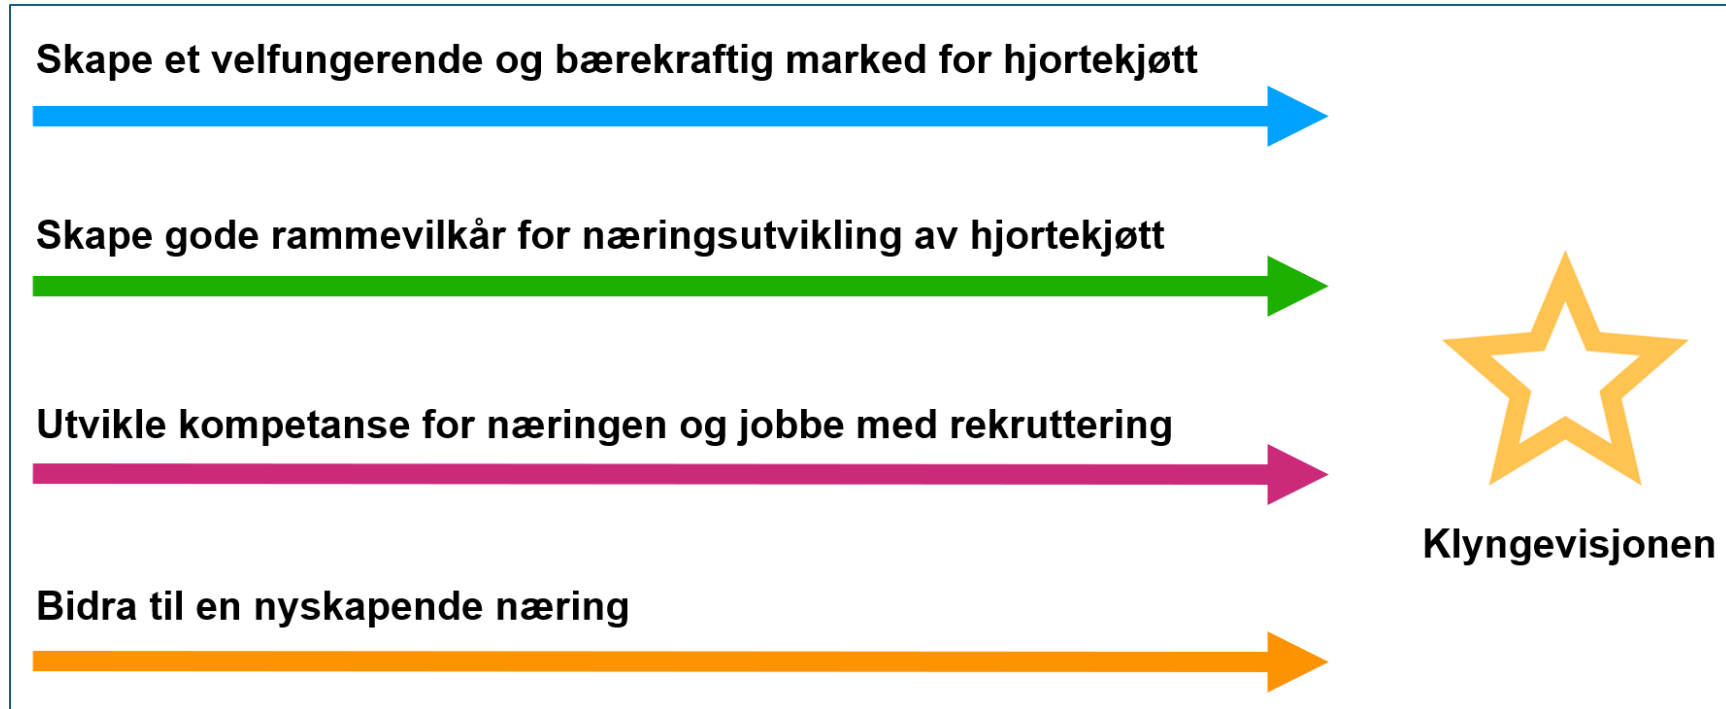 Skape et velfungerende og bærekraftig marked for hjortekjøtt
Skape gode rammevilkår for næringsutvikling av hjortekjøtt
Utvikle kompetanse for næringen og jobbe med rekruttering
Klyngevisjonen
Bidra til en nyskapende næring